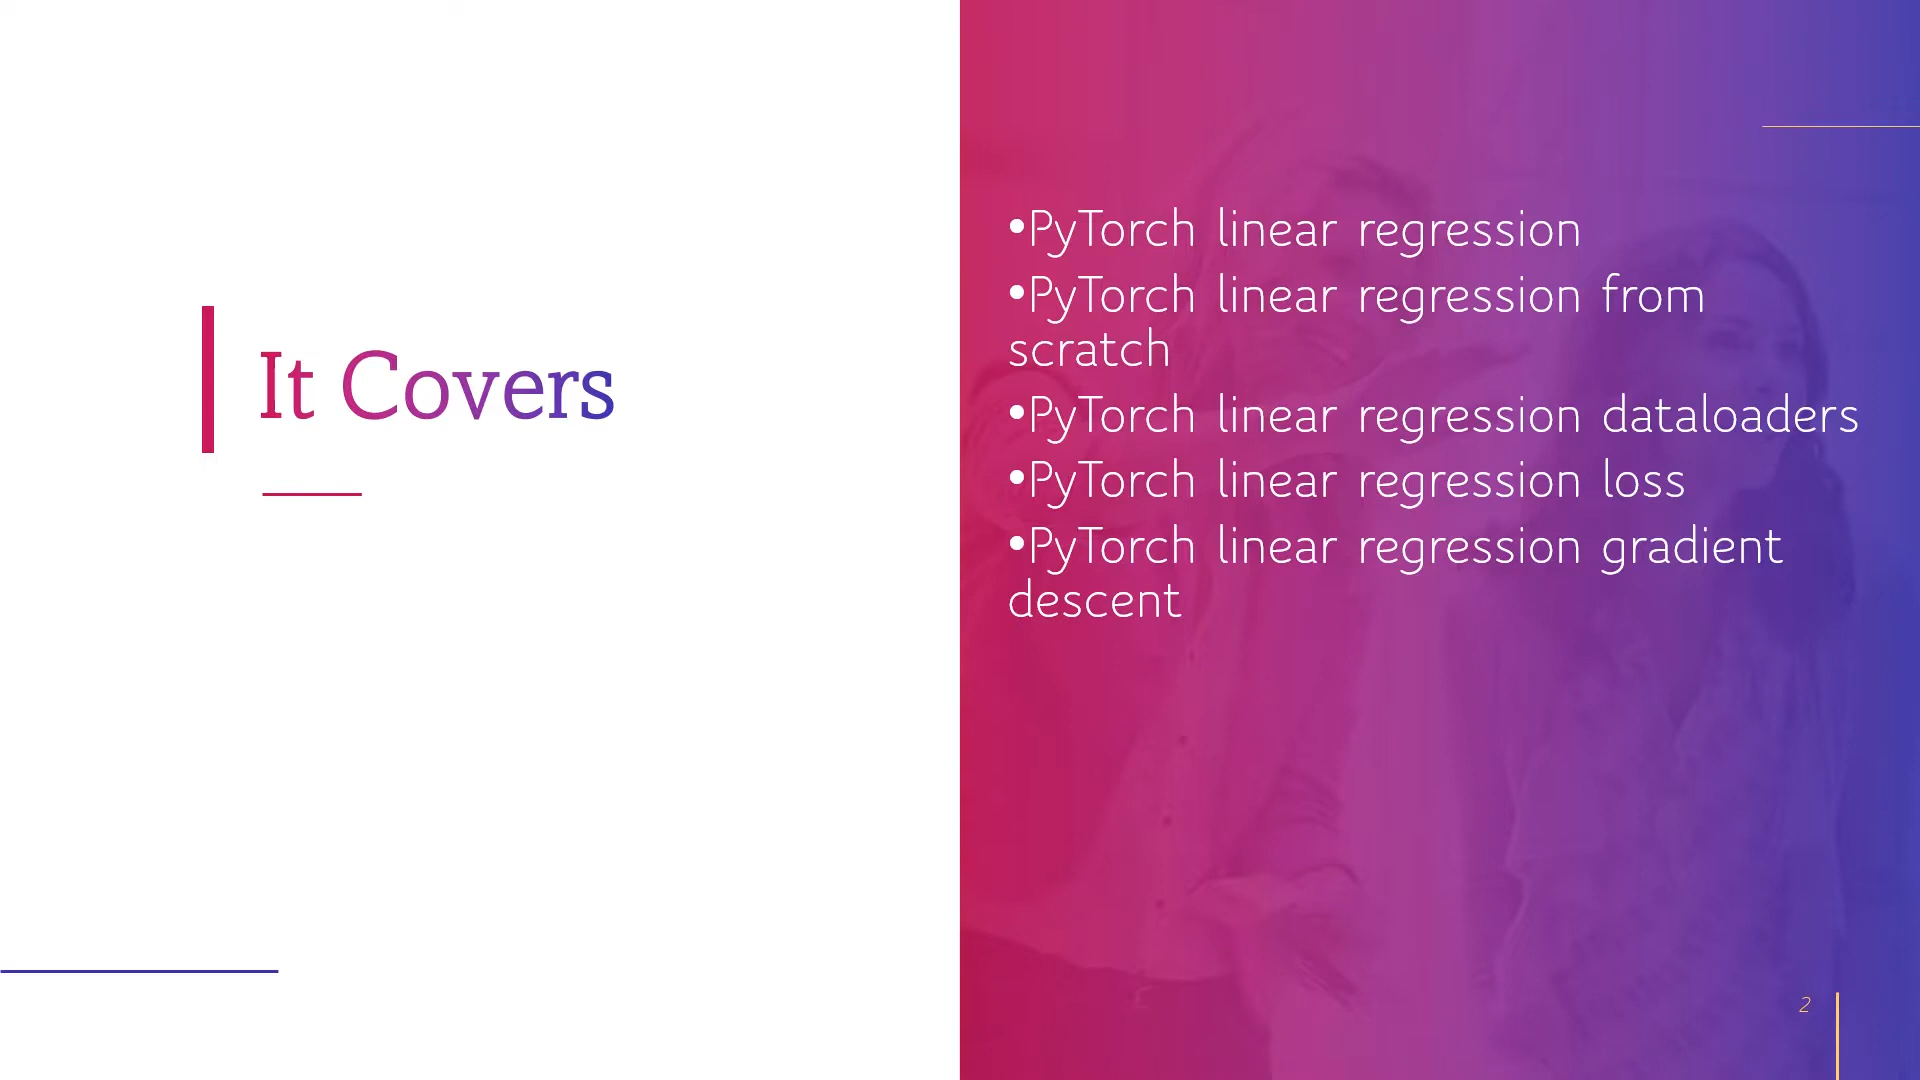 It Covers
•PyTorch linear regression
•PyTorch linear regression from
scratch
•PyTorch linear regression dataloaders
•PyTorch linear regression loss
•PyTorch linear regression gradient
descent
2